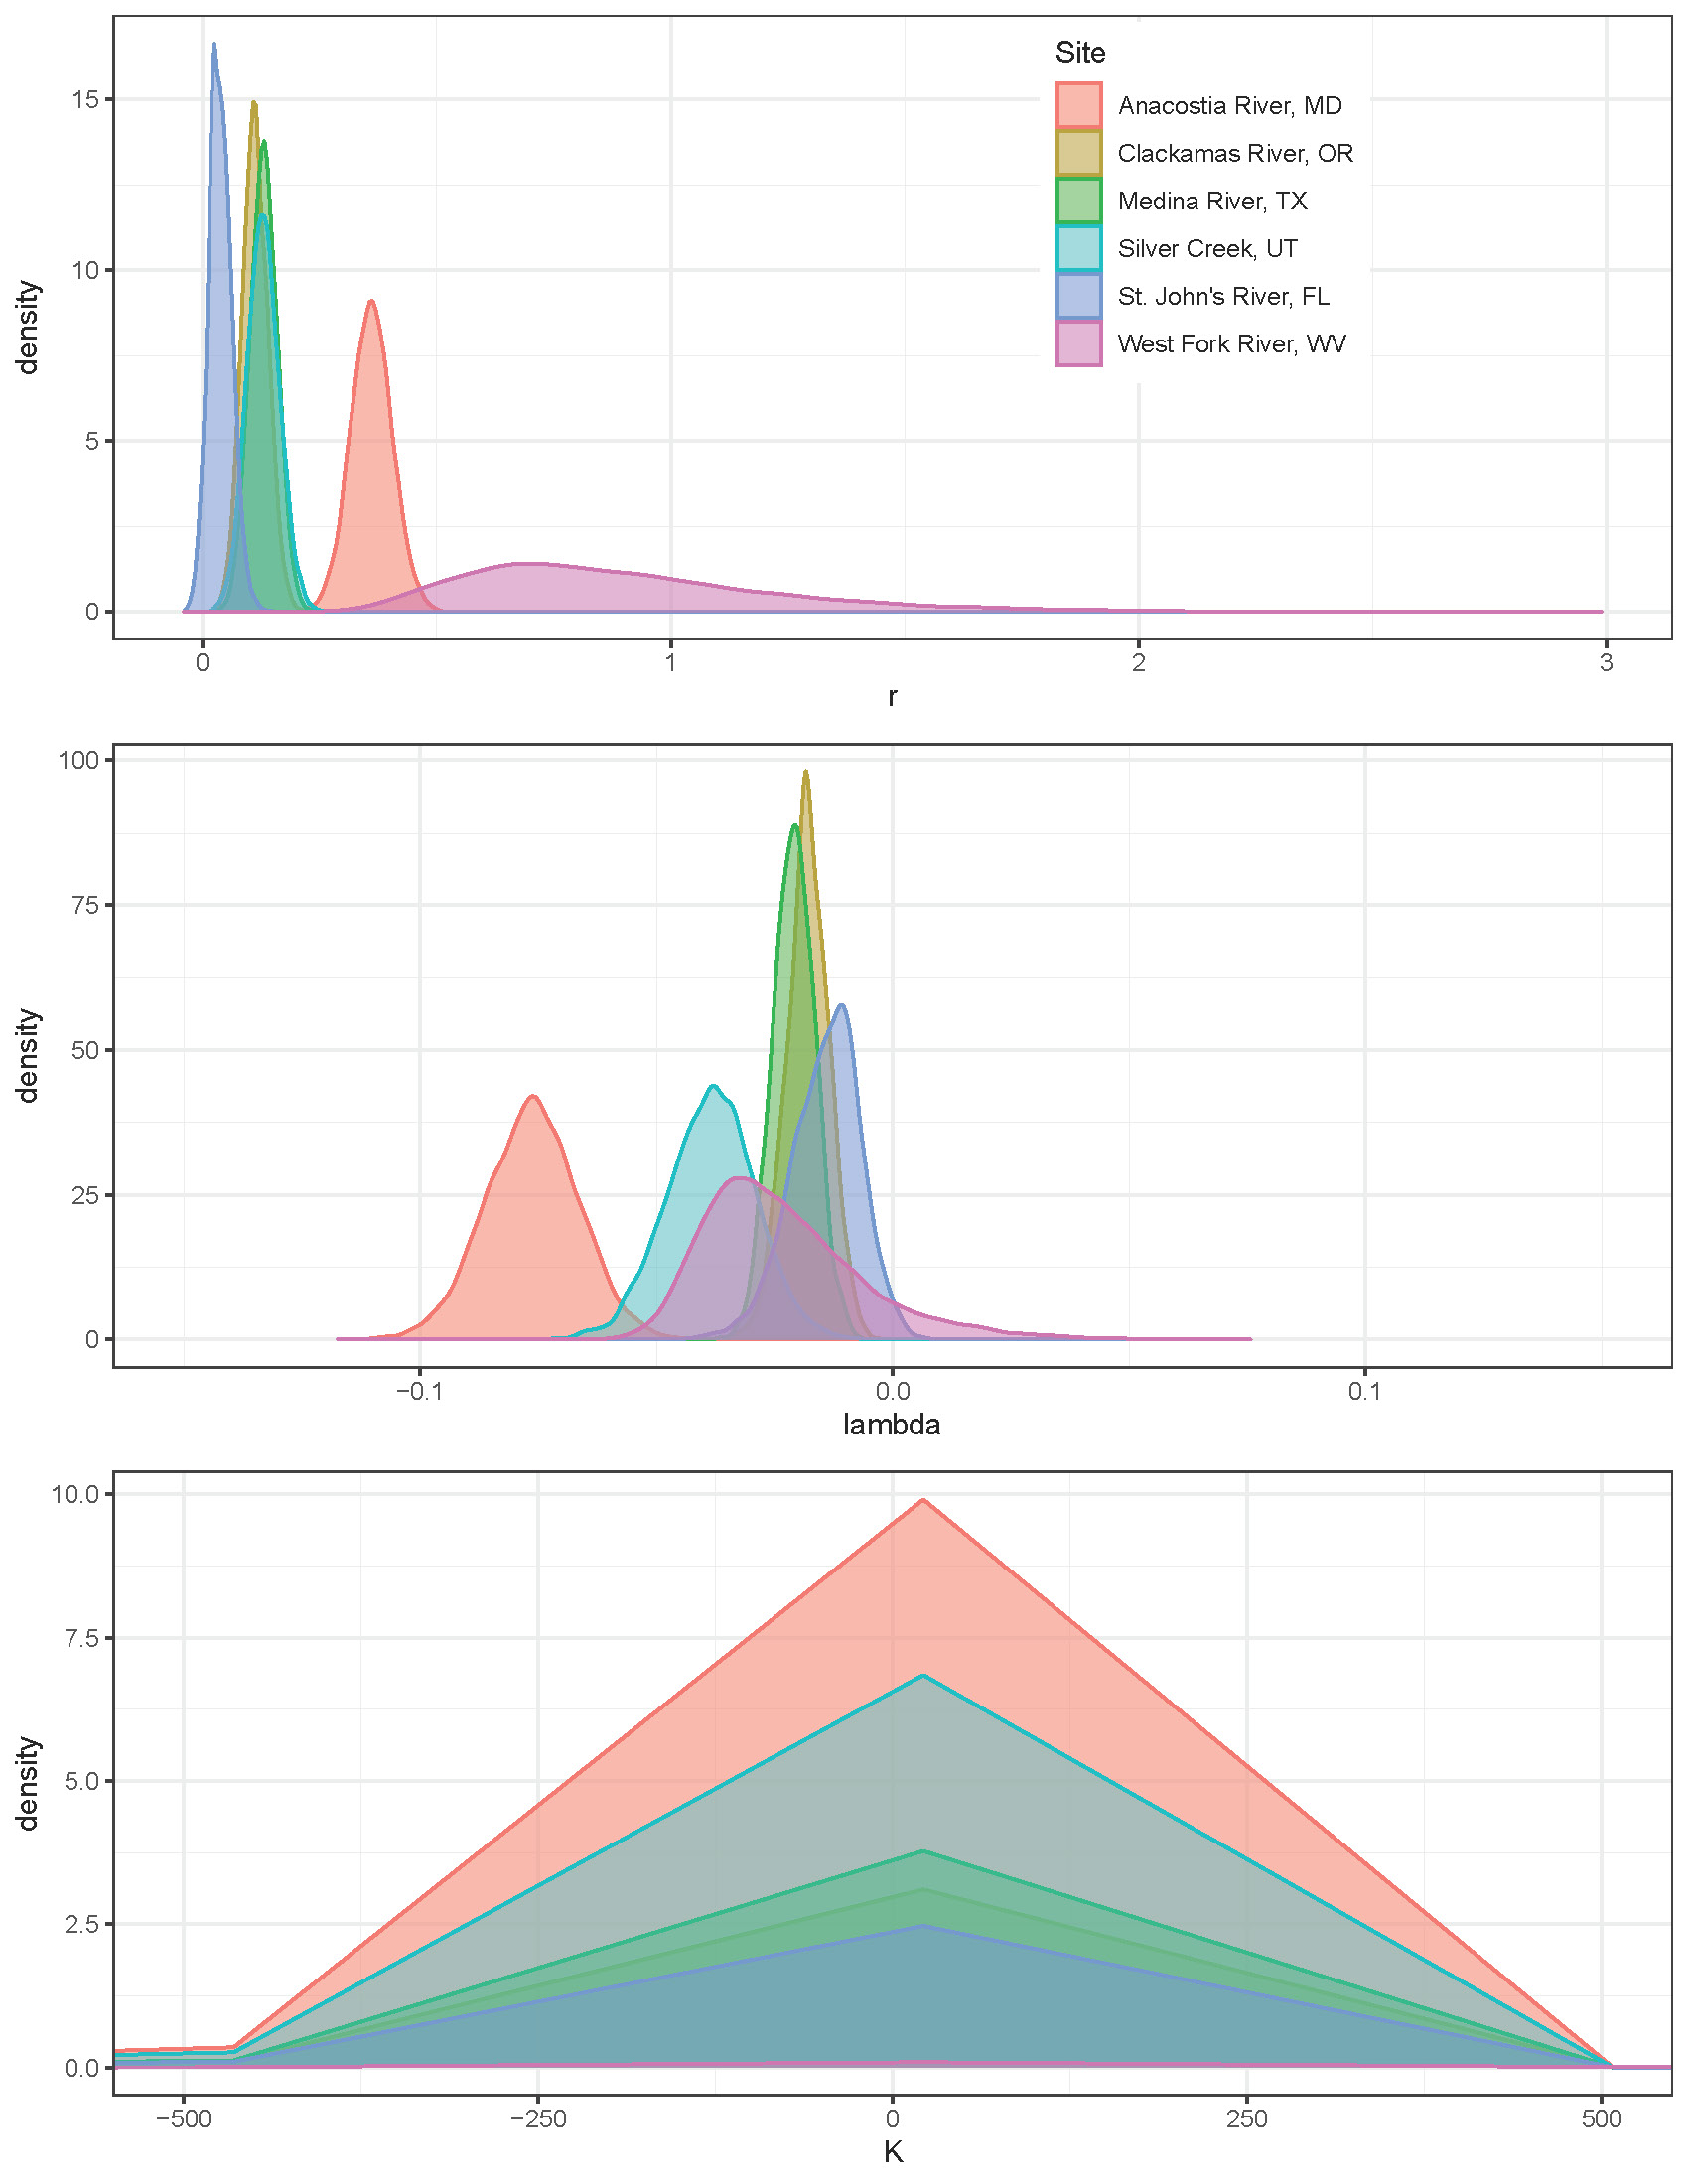 Site
Anacostia River, MD
Clackamas River, OR
Medina River, TX
Silver Creek, UT
St. John's River, FL
West Fork River, WV
15
10
5
0
density
0 1 2 3
r
100
75
50
25
0
density
−0.1 0.0 0.1
lambda
10.0
7.5
5.0
2.5
0.0
density
−500 −250 0 250 500
K